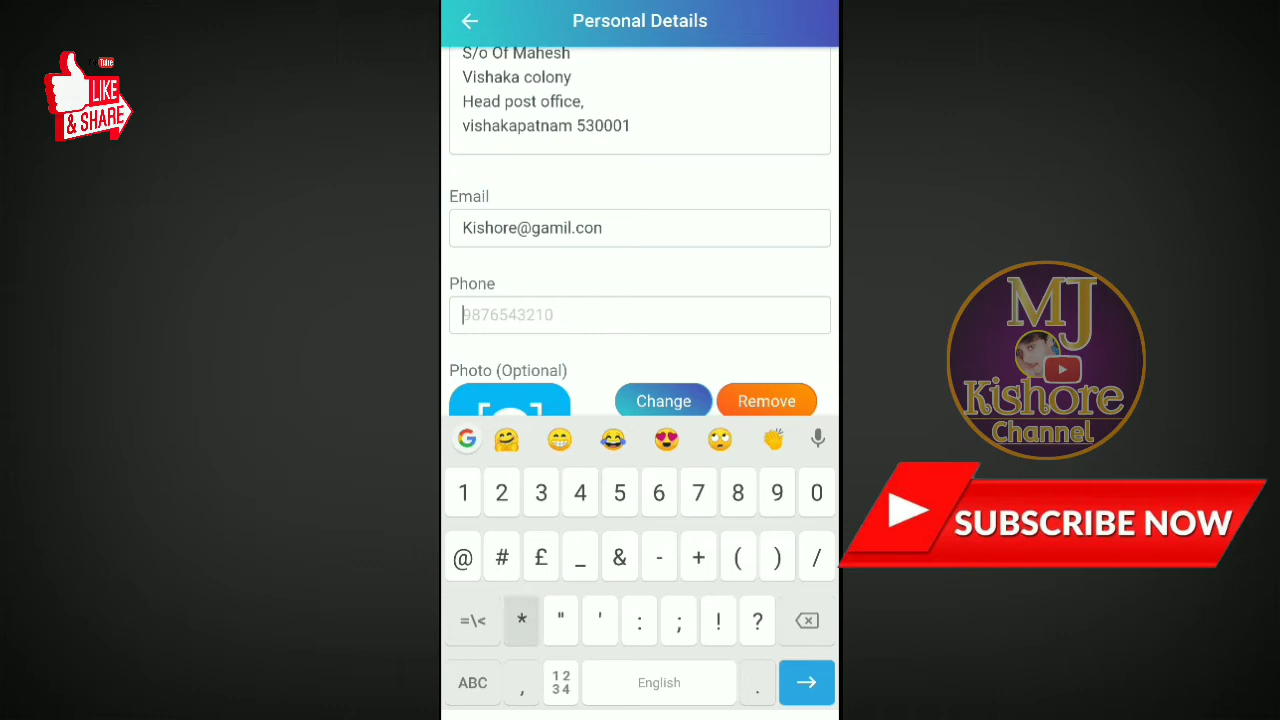 Personal Details
S/o Of Mahesh
Vishaka colony
Head post office,
vishakapatnam 530001
Email
Kishore@gamil.con
Phone
9876543210
Photo (Optional)
Change Remove
1 2 3 4 5 6 7 8 9 0
@ # £ _ & - + ( ) /
=\< * " ' : ; ! ?
ABC , 12 34 English .
LIKE
& SHARE
MJ
Kishore
Channel
SUBSCRIBE NOW